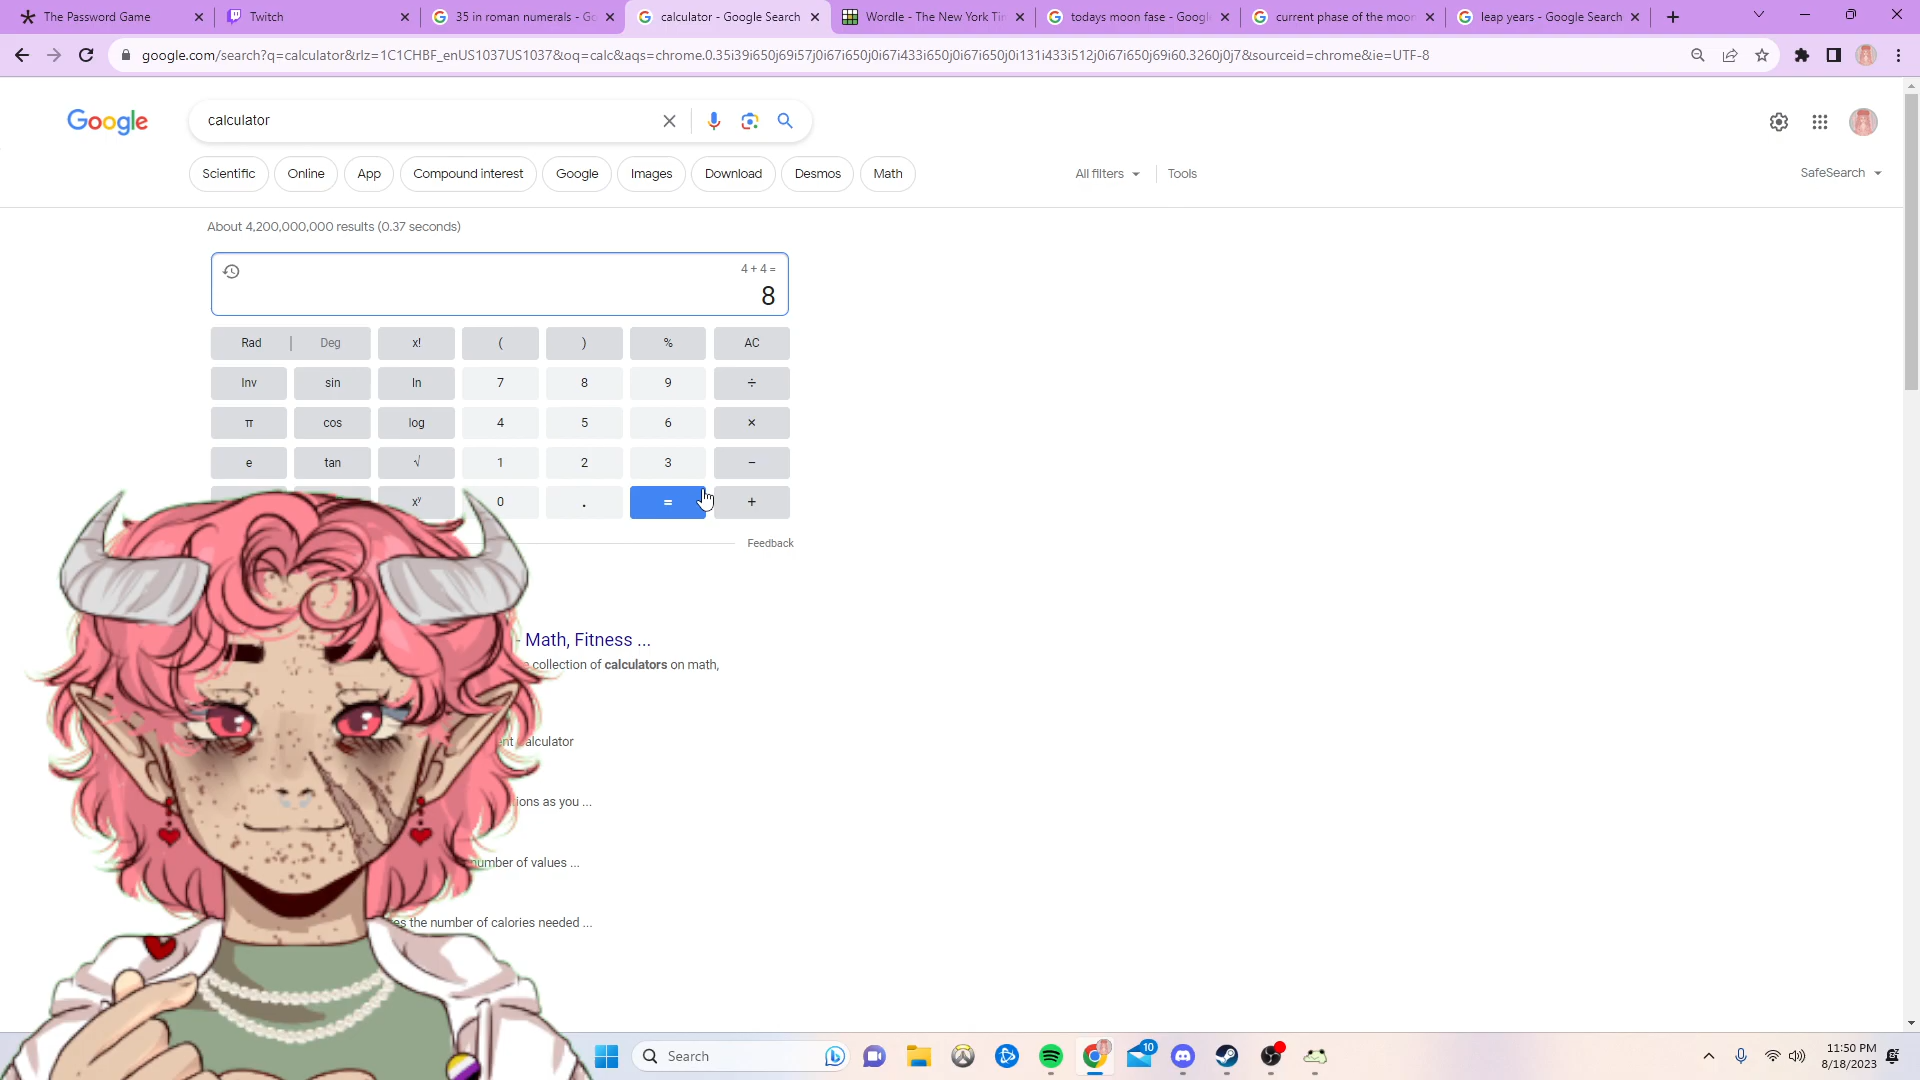 The Password Game
Twitch
35 in roman numerals - Go
calculator - Google Search
Wordle - The New York Tim
todays moon fase - Google
current phase of the moon
leap years - Google Search
google.com/search?q=calculator&rlz=1C1CHBF_enUS1037US1037&oq=calc&aqs=chrome.0.35i39i650j69i57j0i67i650j0i67i433i650j0i67i650j0i131i433i512j0i67i650j69i60.3260j0j7&sourceid=chrome&ie=UTF-8
Google
calculator
Scientific
Online
App
Compound interest
Google
Images
Download
Desmos
Math
All filters
Tools
SafeSearch
About 4,200,000,000 results (0.37 seconds)
4 + 4 =
8
Rad | Deg x! ( ) % AC
Inv sin ln 7 8 9 ÷
π cos log 4 5 6 ×
e tan √ 1 2 3 −
xʸ 0 . = +
Feedback
- Math, Fitness ...
collection of calculators on math,
alculator
ions as you ...
number of values ...
es the number of calories needed ...
Search
10
11:50 PM
8/18/2023